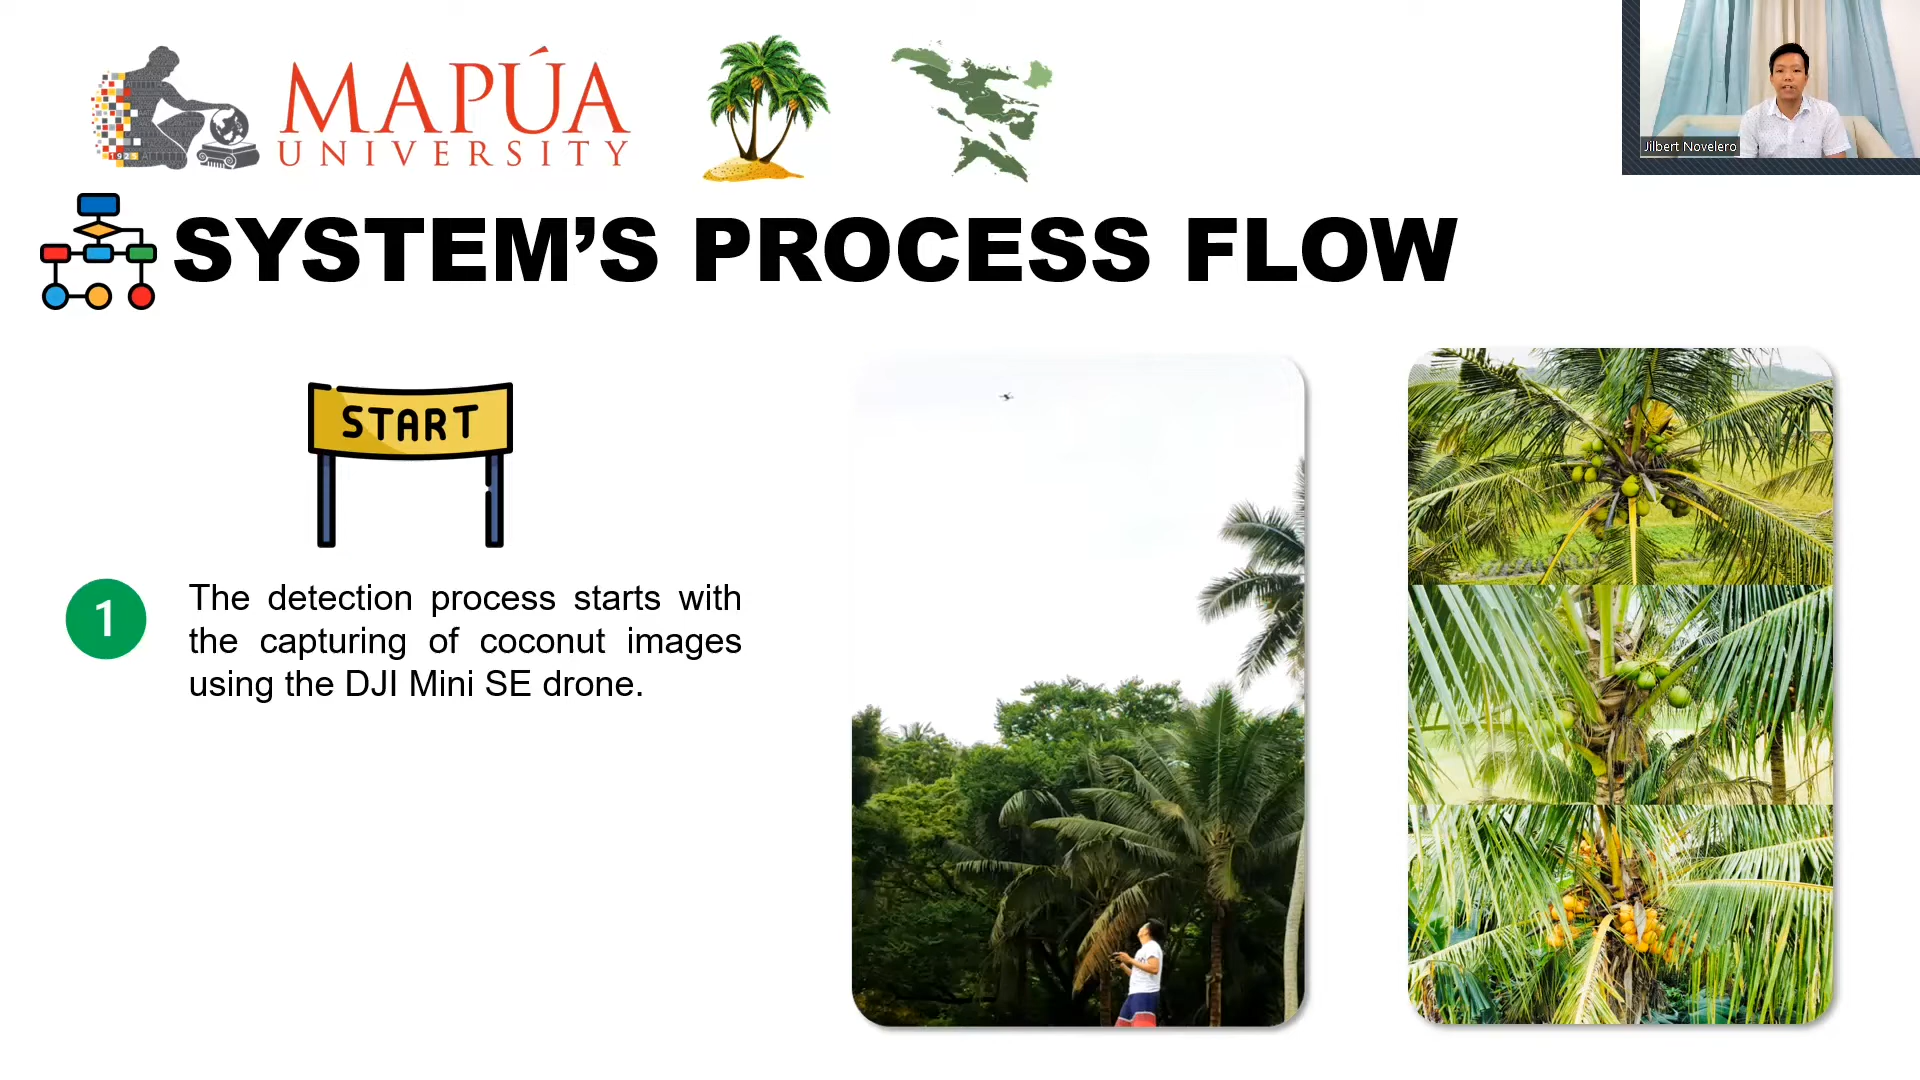 1925
MAPÚA
UNIVERSITY
Jilbert Novelero
SYSTEM'S PROCESS FLOW
START
1
The detection process starts with
the capturing of coconut images
using the DJI Mini SE drone.